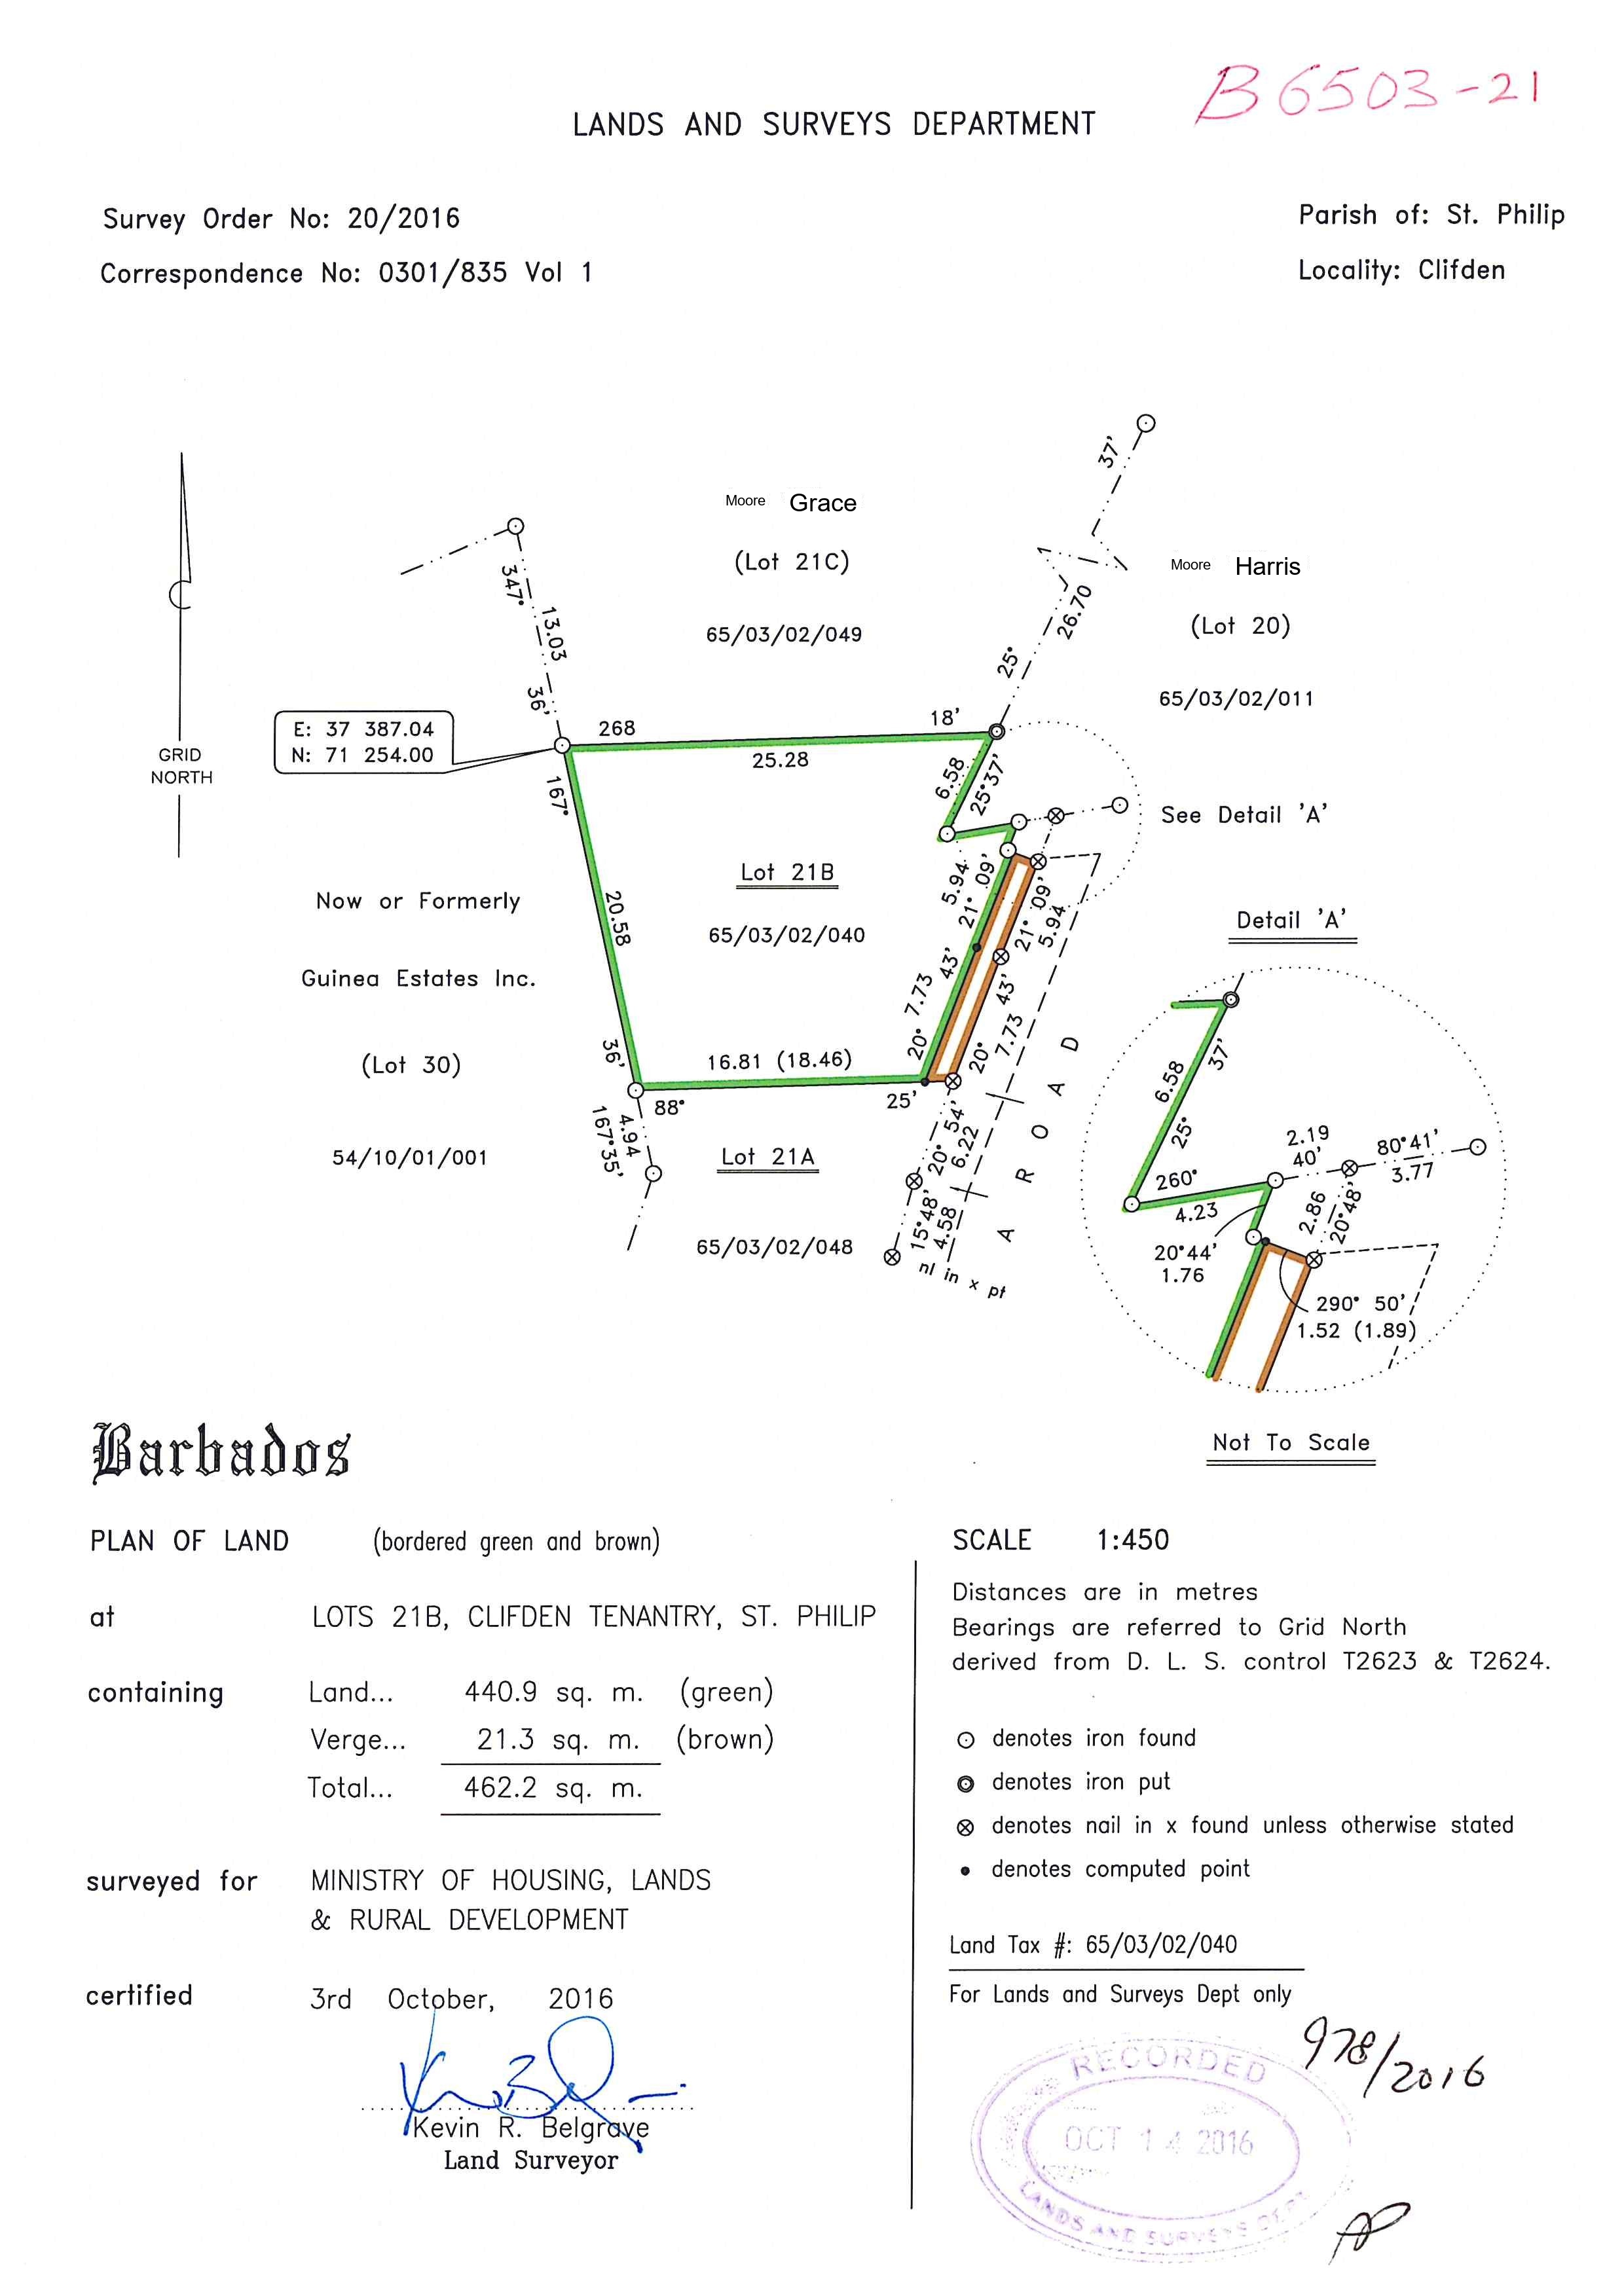 B6503-21
LANDS AND SURVEYS DEPARTMENT
Survey Order No: 20/2016
Parish of: St. Philip
Correspondence No: 0301/835 Vol 1
Locality: Clifden
37'
Moore Grace
(Lot 21C)
65/03/02/049
Moore Harris
(Lot 20)
65/03/02/011
347°
13.03
36'
26.70
25°
E: 37 387.04
N: 71 254.00
GRID
NORTH
268
18'
25.28
167°
6.58
25°37'
See Detail 'A'
Lot 21B
65/03/02/040
Now or Formerly
Guinea Estates Inc.
(Lot 30)
54/10/01/001
20.58
36'
5.94
21° 09'
21° 09'
5.94
7.73
43'
20°
43'
7.73
20°
16.81 (18.46)
88°
25'
4.94
167°35'
Lot 21A
65/03/02/048
20° 54'
6.22
15°48'
4.58
nl in x pt
A ROAD
Detail 'A'
6.58
37'
25°
260°
4.23
2.19
40'
80°41'
3.77
2.86
20°48'
20°44'
1.76
290° 50'
1.52 (1.89)
Not To Scale
Barbados
PLAN OF LAND (bordered green and brown)
at LOTS 21B, CLIFDEN TENANTRY, ST. PHILIP
containing Land... 440.9 sq. m. (green)
Verge... 21.3 sq. m. (brown)
Total... 462.2 sq. m.
surveyed for MINISTRY OF HOUSING, LANDS
& RURAL DEVELOPMENT
certified 3rd October, 2016
Kevin R. Belgrave
Land Surveyor
SCALE 1:450
Distances are in metres
Bearings are referred to Grid North
derived from D. L. S. control T2623 & T2624.
denotes iron found
denotes iron put
denotes nail in x found unless otherwise stated
denotes computed point
Land Tax #: 65/03/02/040
For Lands and Surveys Dept only
978/2016
RECORDED
OCT 14 2016
LANDS AND SURVEYS DEPT